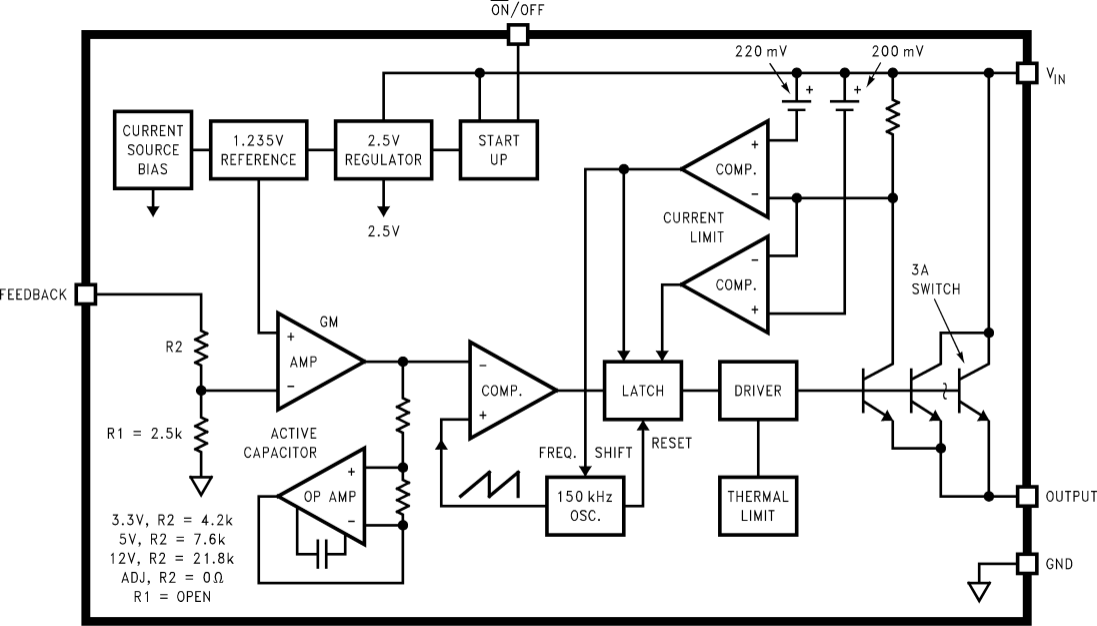 ON/OFF
220 mV
200 mV
VIN
CURRENT
SOURCE
BIAS
1.235V
REFERENCE
2.5V
REGULATOR
START
UP
+
+
+
COMP.
−
2.5V
CURRENT
LIMIT
−
COMP.
+
3A
SWITCH
FEEDBACK
R2
GM
+
AMP
−
−
COMP.
+
LATCH
DRIVER
R1 = 2.5k
ACTIVE
CAPACITOR
FREQ. SHIFT
RESET
+
OP AMP
−
150 kHz
OSC.
THERMAL
LIMIT
OUTPUT
3.3V, R2 = 4.2k
5V, R2 = 7.6k
12V, R2 = 21.8k
ADJ, R2 = 0Ω
R1 = OPEN
GND